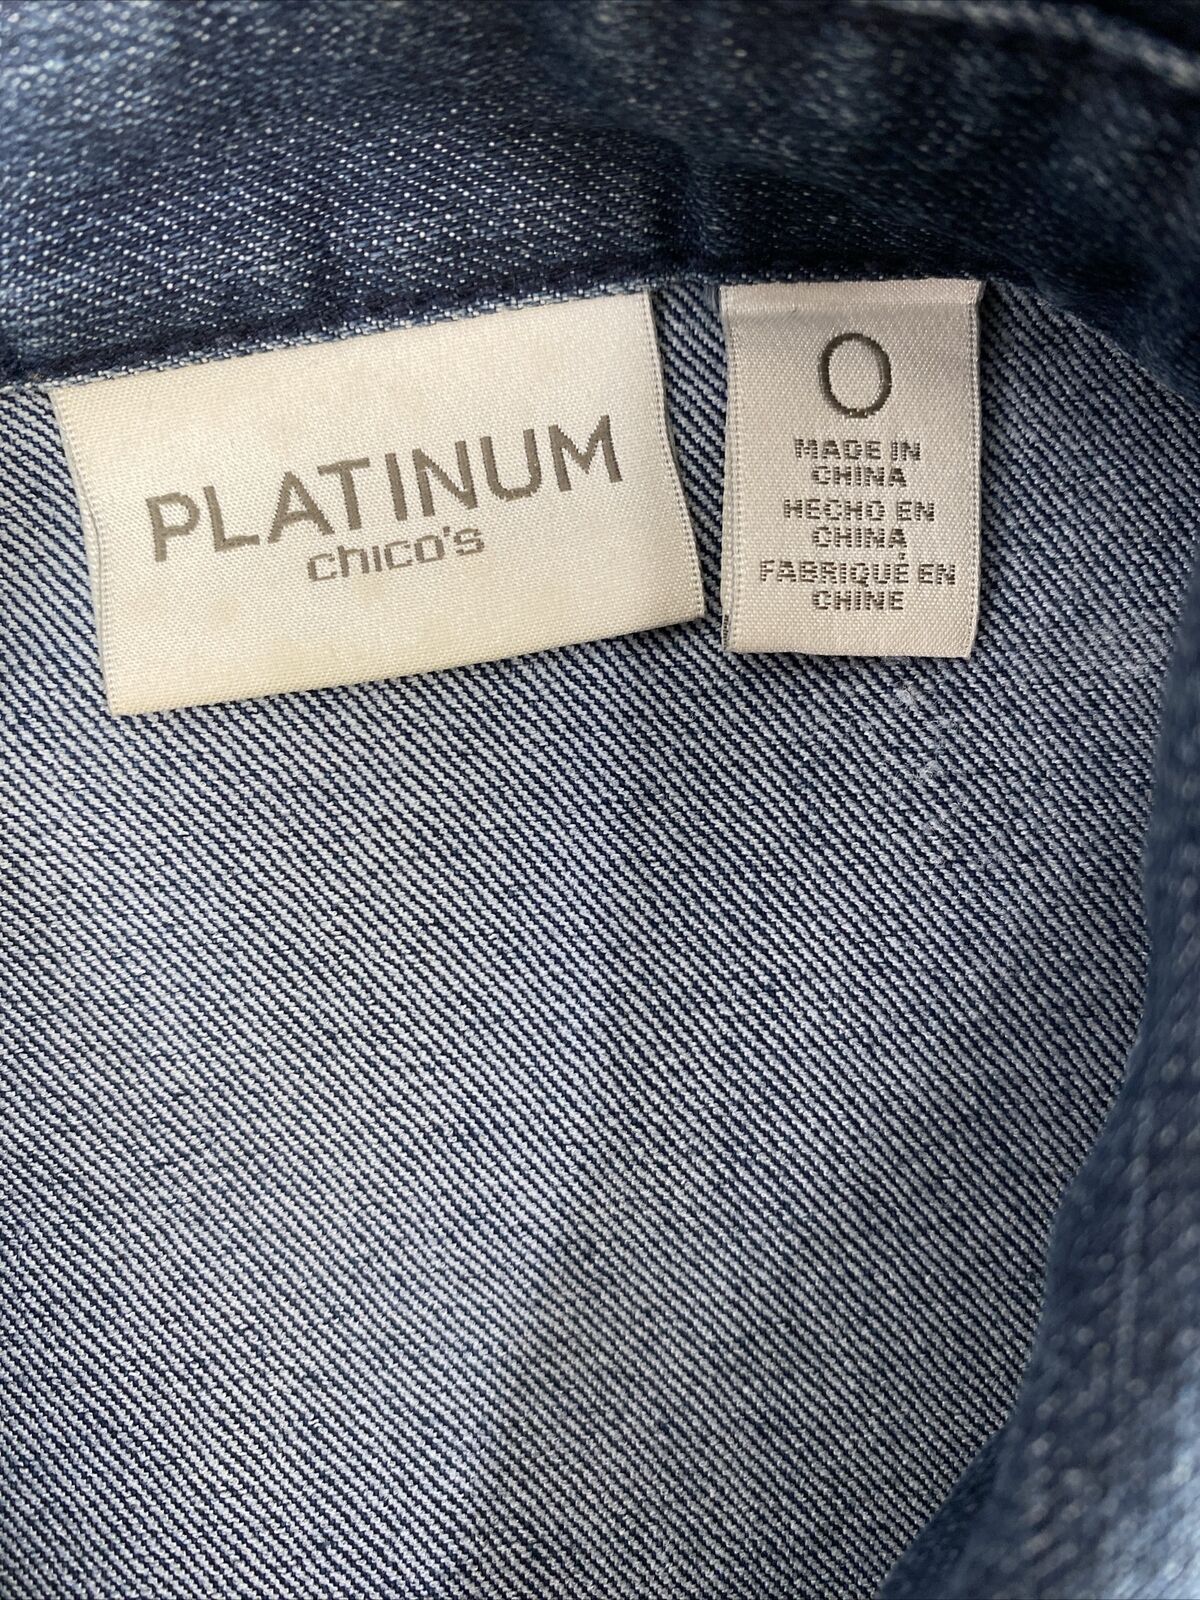 PLATINUM
chico's
0
MADE IN
CHINA
HECHO EN
CHINA
FABRIQUÉ EN
CHINE